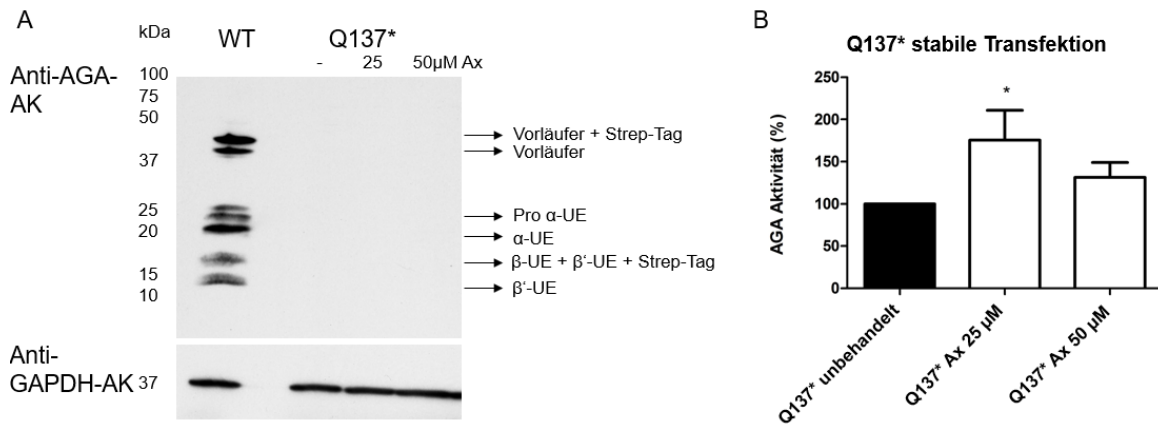 A
kDa
WT
Q137*
- 25 50µM Ax
Anti-AGA-
AK
100
75
50
37
25
20
15
10
Vorläufer + Strep-Tag
Vorläufer
Pro α-UE
α-UE
β-UE + β'-UE + Strep-Tag
β'-UE
Anti-
GAPDH-AK
37
B
Q137* stabile Transfektion
AGA Aktivität (%)
250
200
150
100
50
0
*
Q137* unbehandelt
Q137* Ax 25 µM
Q137* Ax 50 µM